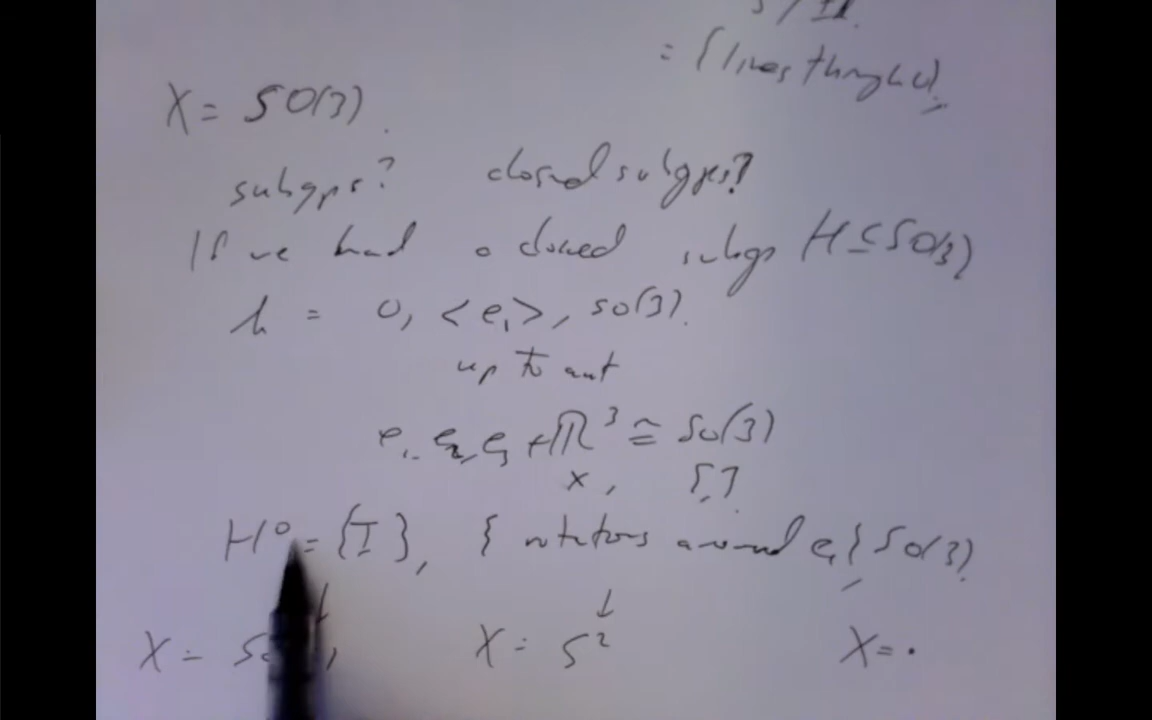 = {lines through 0}
X = SO(3).
subgps? closed subgps?
If we had a closed subgp H ≤ SO(3)
h = 0, <e₁>, so(3).
up to aut
e₁, e₂, e₃ ∈ ℝ³ ≅ so(3)
×, [,].
H⁰ = {I}, { rotations around e₁} SO(3).
↓ ↓
X = X = S² X = ·